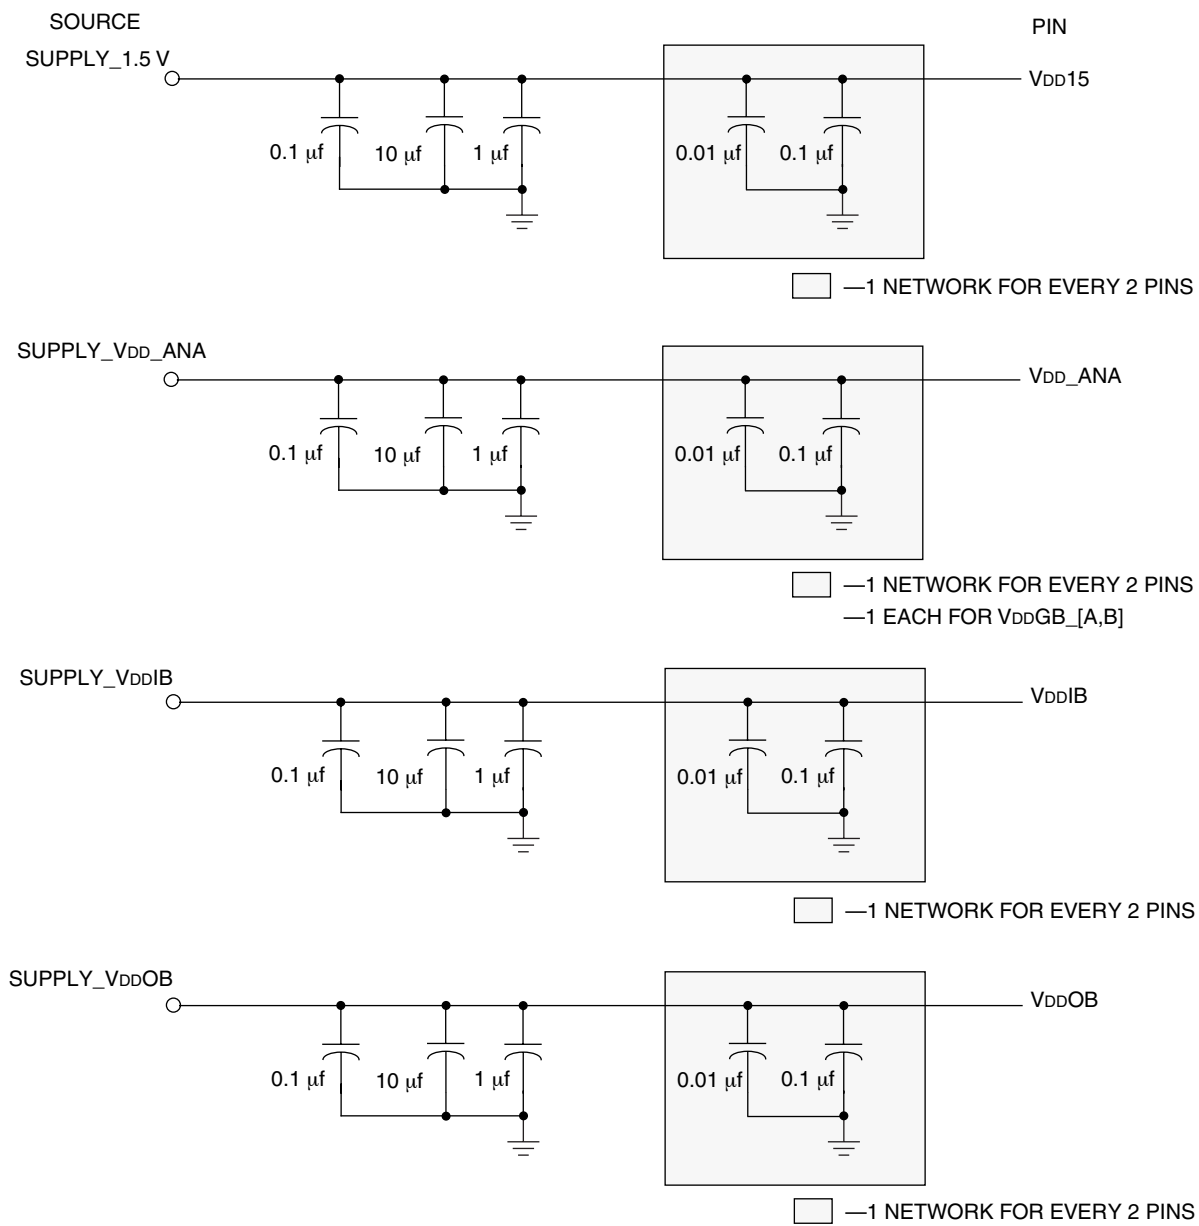 SOURCE
PIN
SUPPLY_1.5 V
VDD15
0.1 μf
10 μf
1 μf
0.01 μf
0.1 μf
—1 NETWORK FOR EVERY 2 PINS
SUPPLY_VDD_ANA
VDD_ANA
0.1 μf
10 μf
1 μf
0.01 μf
0.1 μf
—1 NETWORK FOR EVERY 2 PINS
—1 EACH FOR VDDGB_[A,B]
SUPPLY_VDDIB
VDDIB
0.1 μf
10 μf
1 μf
0.01 μf
0.1 μf
—1 NETWORK FOR EVERY 2 PINS
SUPPLY_VDDOB
VDDOB
0.1 μf
10 μf
1 μf
0.01 μf
0.1 μf
—1 NETWORK FOR EVERY 2 PINS